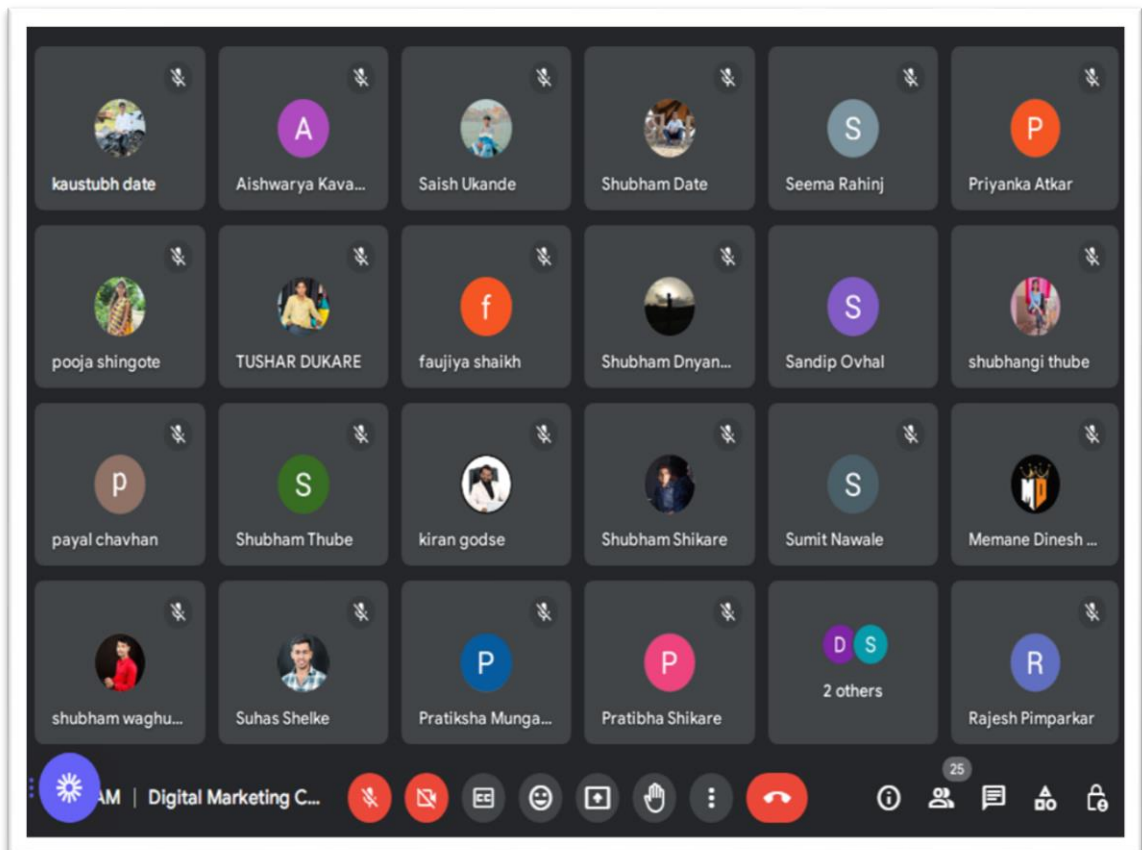 A
S
P
kaustubh date
Aishwarya Kava...
Saish Ukande
Shubham Date
Seema Rahinj
Priyanka Atkar
f
S
pooja shingote
TUSHAR DUKARE
faujiya shaikh
Shubham Dnyan...
Sandip Ovhal
shubhangi thube
p
S
S
MD
payal chavhan
Shubham Thube
kiran godse
Shubham Shikare
Sumit Nawale
Memane Dinesh ...
P
P
D S
R
shubham waghu...
Suhas Shelke
Pratiksha Munga...
Pratibha Shikare
2 others
Rajesh Pimparkar
25
AM | Digital Marketing C...
CC